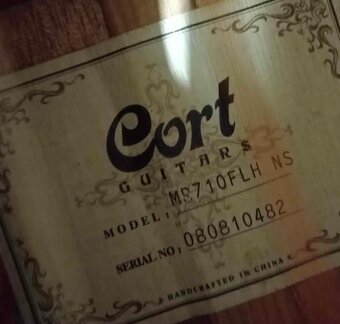 Cort
GUITARS
MODEL: MR710FLH NS
SERIAL NO: 080810482
HANDCRAFTED IN CHINA